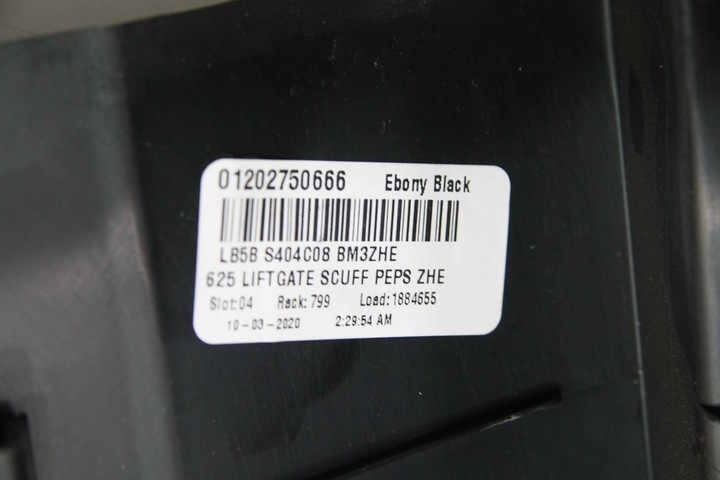 01202750666 Ebony Black
LB5B S404C08 BM3ZHE
625 LIFTGATE SCUFF PEPS ZHE
Slot:04 Rack:799 Load:1884655
10-03-2020 2:29:54 AM